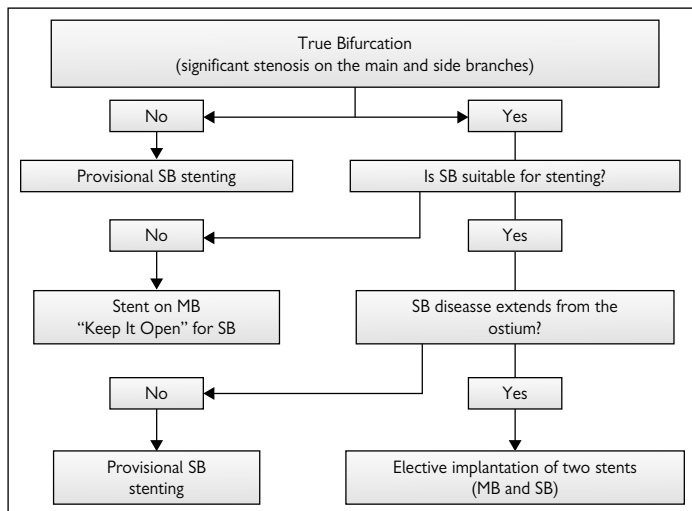 True Bifurcation
(significant stenosis on the main and side branches)
No
Yes
Provisional SB stenting
Is SB suitable for stenting?
No
Yes
Stent on MB
"Keep It Open" for SB
SB diseasse extends from the
ostium?
No
Yes
Provisional SB
stenting
Elective implantation of two stents
(MB and SB)